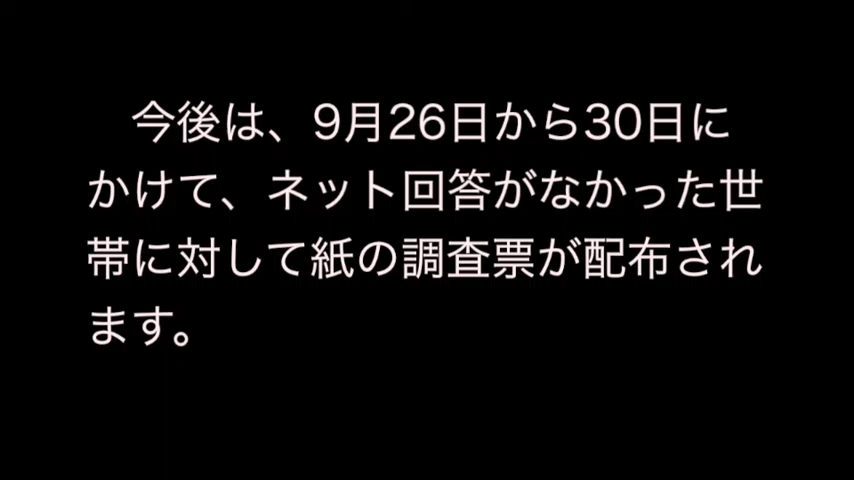 今後は、9月26日から30日に
かけて、ネット回答がなかった世
帯に対して紙の調査票が配布され
ます。